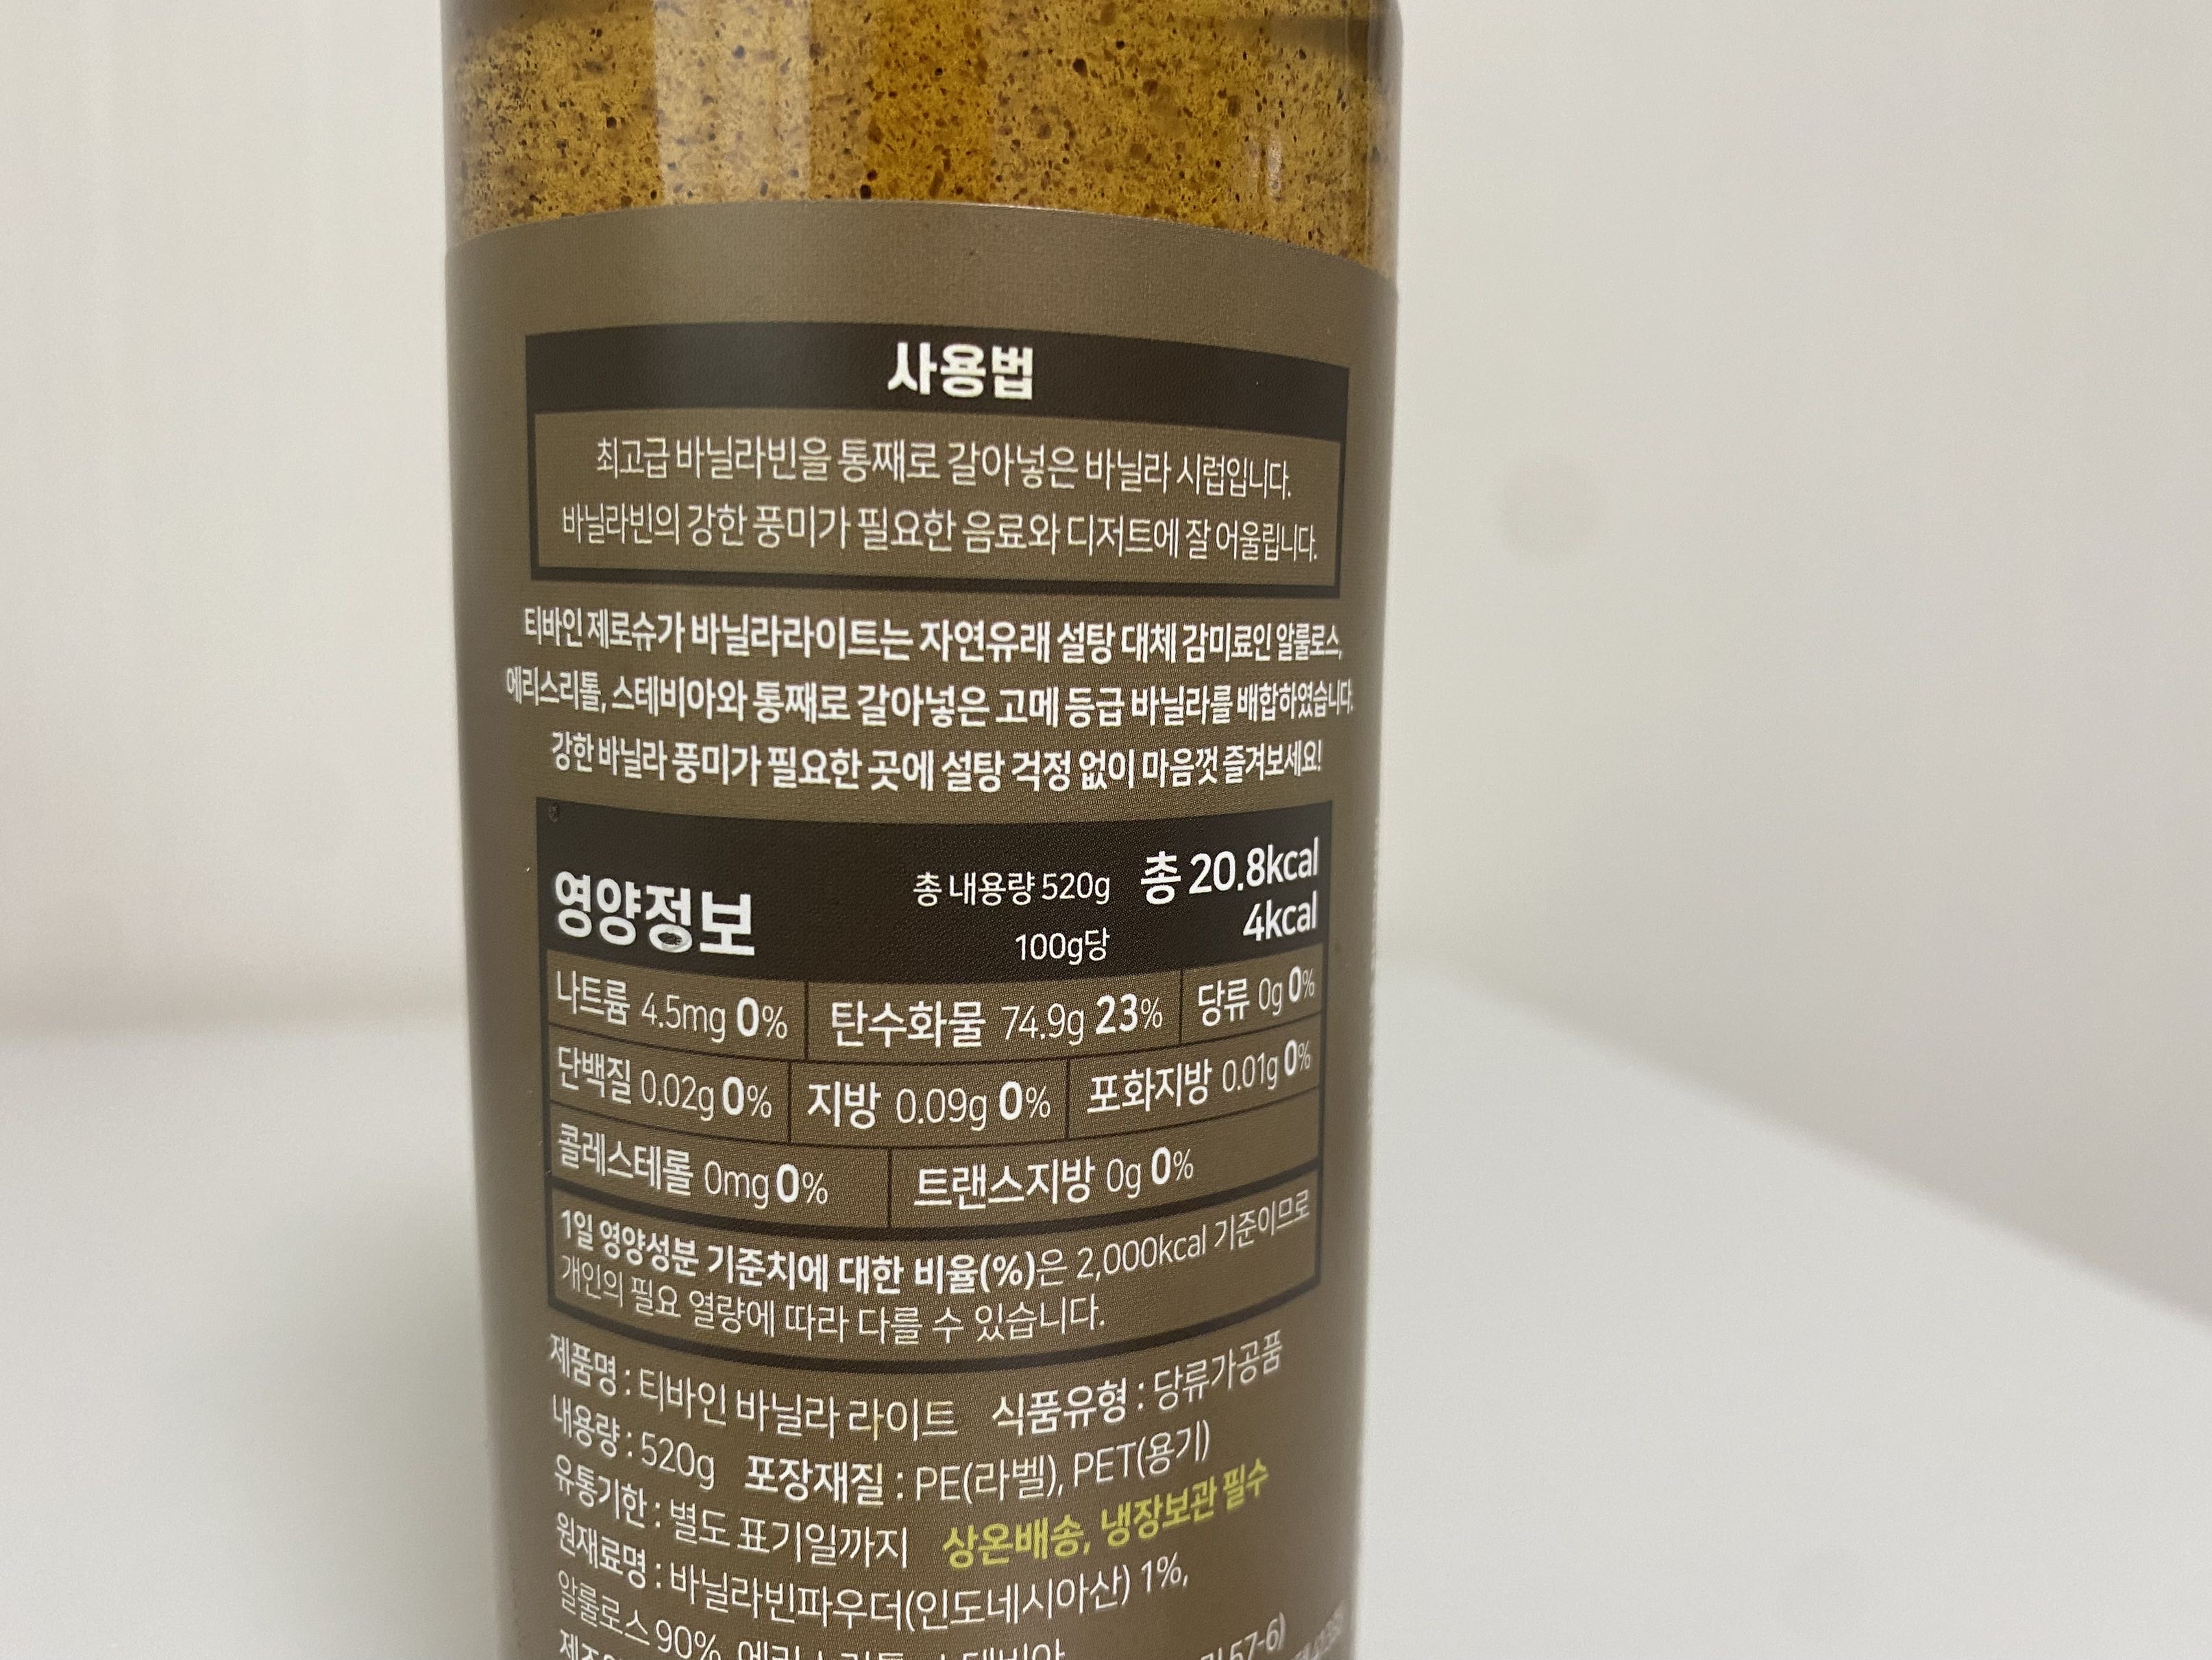 사용법
최고급 바닐라빈을 통째로 갈아넣은 바닐라 시럽입니다.
바닐라빈의 강한 풍미가 필요한 음료와 디저트에 잘 어울립니다.
티바인 제로슈가 바닐라라이트는 자연유래 설탕 대체 감미료인 알룰로스,
에리스리톨, 스테비아와 통째로 갈아넣은 고메 등급 바닐라를 배합하였습니다.
강한 바닐라 풍미가 필요한 곳에 설탕 걱정 없이 마음껏 즐겨보세요!
영양정보
총 내용량 520g 총 20.8kcal
100g당 4kcal
나트륨 4.5mg 0% 탄수화물 74.9g 23% 당류 0g 0%
단백질 0.02g 0% 지방 0.09g 0% 포화지방 0.01g 0%
콜레스테롤 0mg 0% 트랜스지방 0g 0%
1일 영양성분 기준치에 대한 비율(%)은 2,000kcal 기준이므로
개인의 필요 열량에 따라 다를 수 있습니다.
제품명 : 티바인 바닐라 라이트 식품유형 : 당류가공품
내용량 : 520g 포장재질 : PE(라벨), PET(용기)
유통기한 : 별도 표기일까지 상온배송, 냉장보관 필수
원재료명 : 바닐라빈파우더(인도네시아산) 1%,
알룰로스 90%,
57-6)